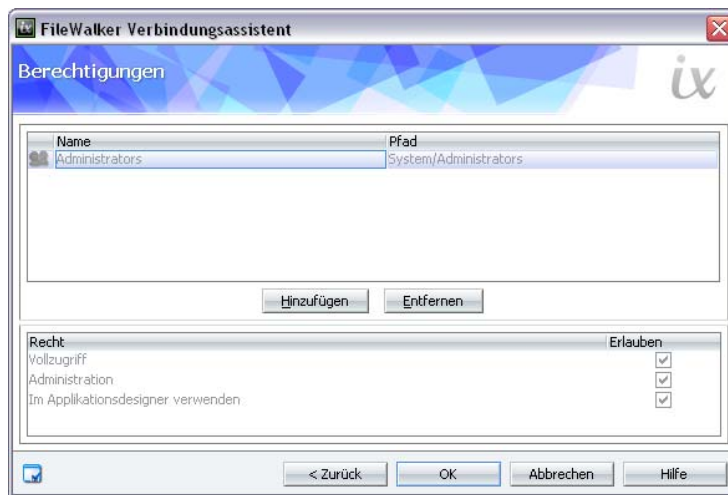 ix FileWalker Verbindungsassistent
Berechtigungen ix
Name Pfad
Administrators System/Administrators
Hinzufügen Entfernen
Recht Erlauben
Vollzugriff
Administration
Im Applikationsdesigner verwenden
< Zurück OK Abbrechen Hilfe